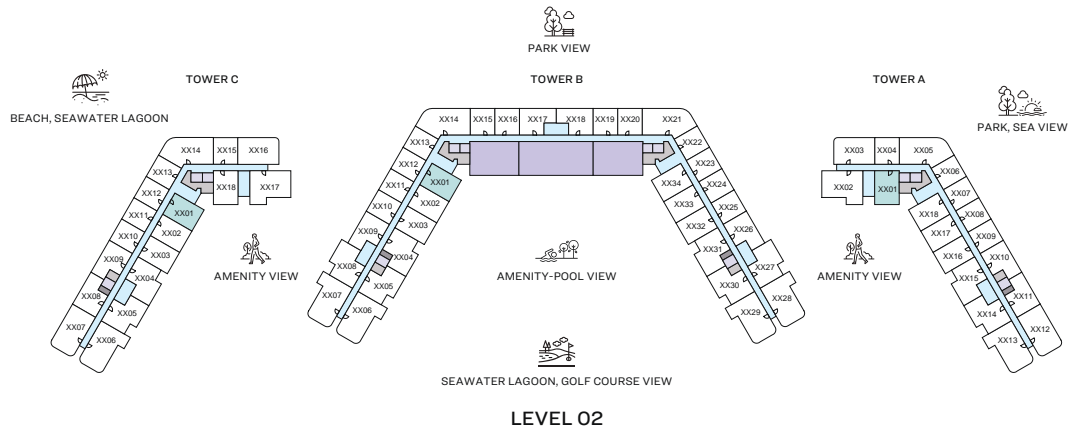 PARK VIEW
TOWER C
TOWER B
TOWER A
BEACH, SEAWATER LAGOON
PARK, SEA VIEW
XX14
XX15
XX16
XX13
XX12
XX18
XX17
XX11
XX01
XX10
XX02
XX09
XX03
XX08
XX04
XX07
XX05
XX06
AMENITY VIEW
XX14
XX15
XX16
XX17
XX18
XX19
XX20
XX21
XX13
XX22
XX12
XX23
XX11
XX01
XX34
XX24
XX10
XX02
XX33
XX25
XX09
XX03
XX32
XX26
XX08
XX04
XX31
XX27
XX07
XX05
XX30
XX28
XX06
XX29
AMENITY-POOL VIEW
XX03
XX04
XX05
XX02
XX01
XX06
XX07
XX18
XX08
XX17
XX09
XX16
XX10
XX15
XX11
XX14
XX12
XX13
AMENITY VIEW
SEAWATER LAGOON, GOLF COURSE VIEW
LEVEL 02